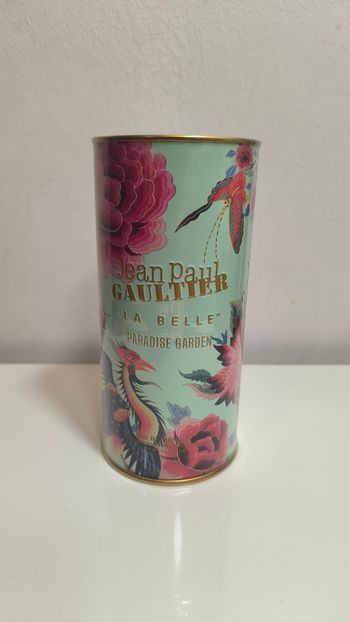 Jean Paul
GAULTIER
"LA BELLE"
PARADISE GARDEN